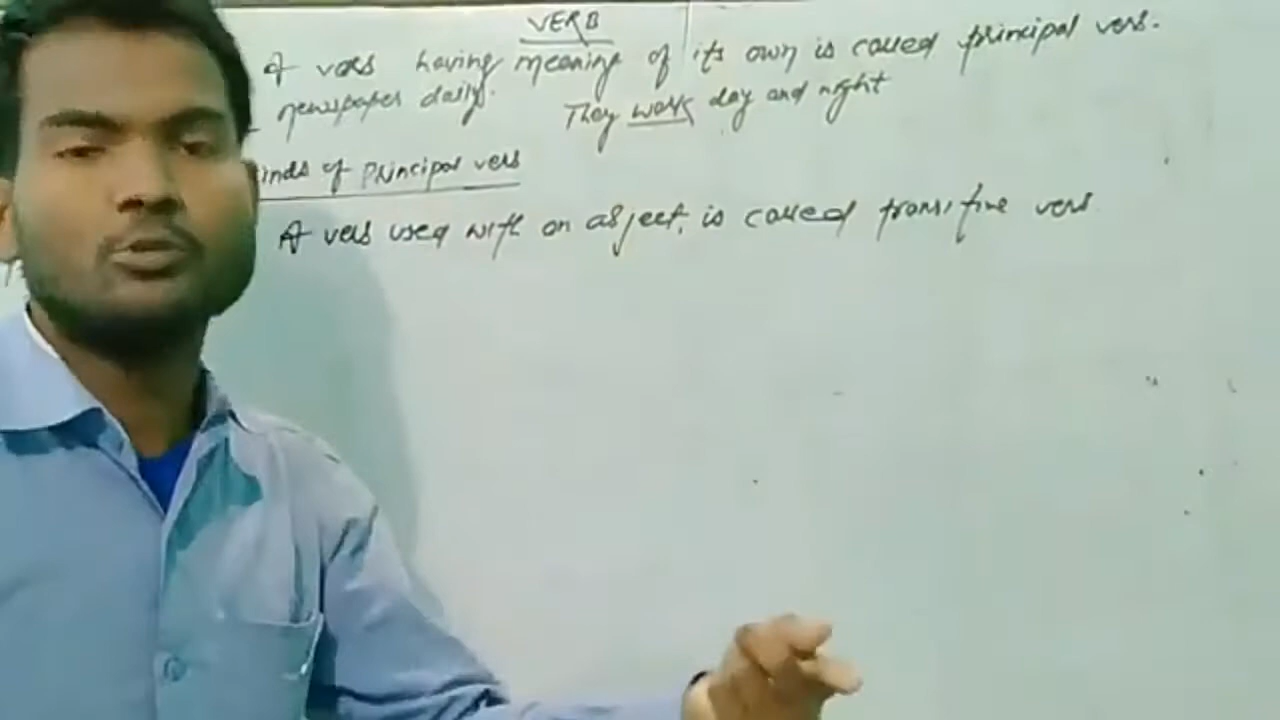 VERB
A verb having meaning of its own is called principal verb.
newspaper daily. They work day and night
inds of Principal verb
A verb used with an object, is called transitive verb